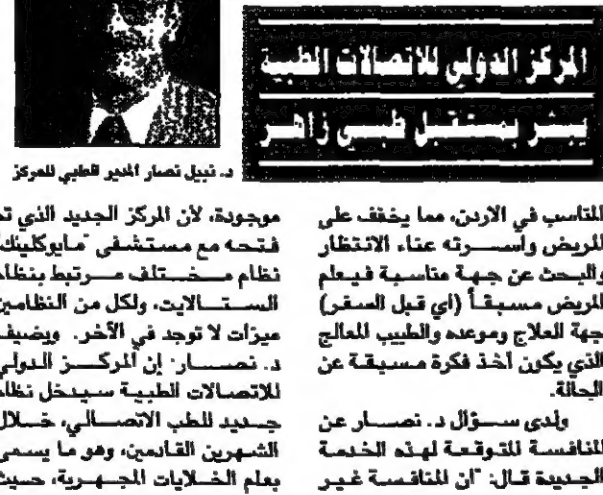 المركز الدولي للاتصالات الطبية
يبشر بمستقبل طبي زاهر
د. نبيل نصار المدير الطبي للمركز
المناسب في الاردن، مما يخفف على
المريض واسرته عناء الانتظار
والبحث عن جهة مناسبة فيعلم
المريض مسبقاً (اي قبل السفر)
جهة العلاج وموعده والطبيب المعالج
الذي يكون أخذ فكرة مسبقة عن
الحالة.
ولدى سؤال د. نصار عن
المنافسة المتوقعة لهذه الخدمة
الجديدة قال: "ان المنافسة غير
موجودة، لأن المركز الجديد الذي تم
فتحه مع مستشفى "مايوكلينك"
نظام مختلف مرتبط بنظام
الستالايت، ولكل من النظامين
ميزات لا توجد في الآخر. ويضيف
د. نصار: إن المركز الدولي
للاتصالات الطبية سيدخل نظام
جديد للطب الاتصالي، خلال
الشهرين القادمين، وهو ما يسمى
بعلم الخلايات المجهرية، حيث